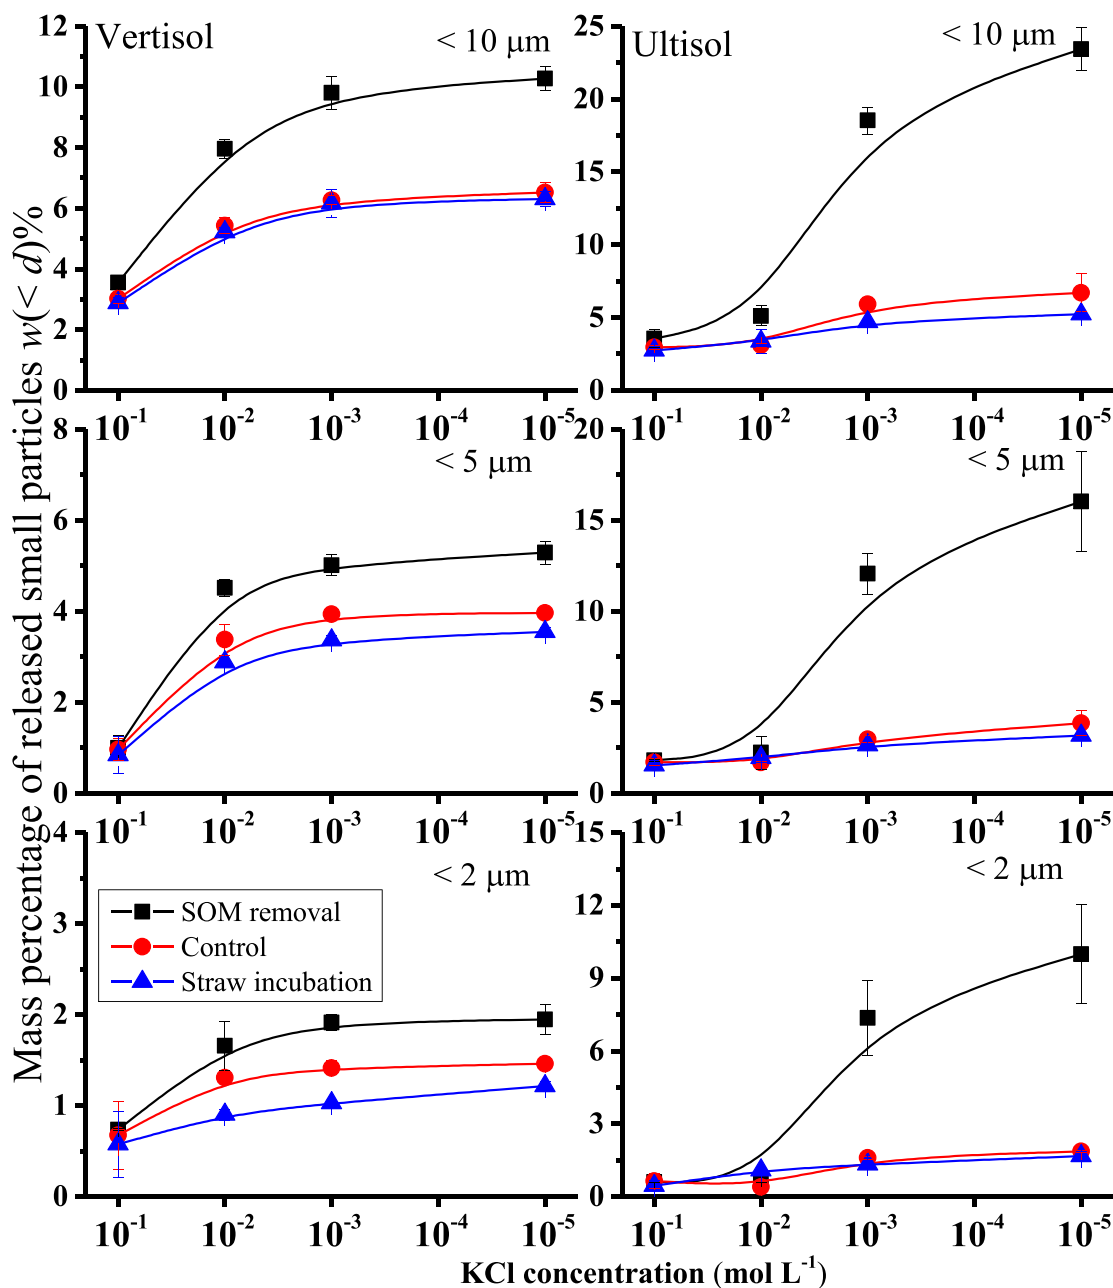 Mass percentage of released small particles w(< d)%
Vertisol
< 10 μm
12
10
8
6
4
2
0
10⁻¹ 10⁻² 10⁻³ 10⁻⁴ 10⁻⁵
Ultisol
< 10 μm
25
20
15
10
5
0
10⁻¹ 10⁻² 10⁻³ 10⁻⁴ 10⁻⁵
< 5 μm
8
6
4
2
0
10⁻¹ 10⁻² 10⁻³ 10⁻⁴ 10⁻⁵
< 5 μm
20
15
10
5
0
10⁻¹ 10⁻² 10⁻³ 10⁻⁴ 10⁻⁵
< 2 μm
4
3
2
1
0
SOM removal
Control
Straw incubation
10⁻¹ 10⁻² 10⁻³ 10⁻⁴ 10⁻⁵
< 2 μm
15
12
9
6
3
0
10⁻¹ 10⁻² 10⁻³ 10⁻⁴ 10⁻⁵
KCl concentration (mol L⁻¹)